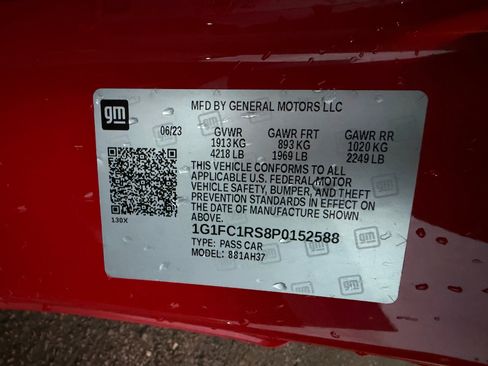 gm
MFD BY GENERAL MOTORS LLC
06/23 GVWR GAWR FRT GAWR RR
1913 KG 893 KG 1020 KG
4218 LB 1969 LB 2249 LB
THIS VEHICLE CONFORMS TO ALL
APPLICABLE U.S. FEDERAL MOTOR
VEHICLE SAFETY, BUMPER, AND THEFT
PREVENTION STANDARDS IN EFFECT ON
THE DATE OF MANUFACTURE SHOWN
ABOVE.
130X
1G1FC1RS8P0152588
TYPE: PASS CAR
MODEL: 881AH37